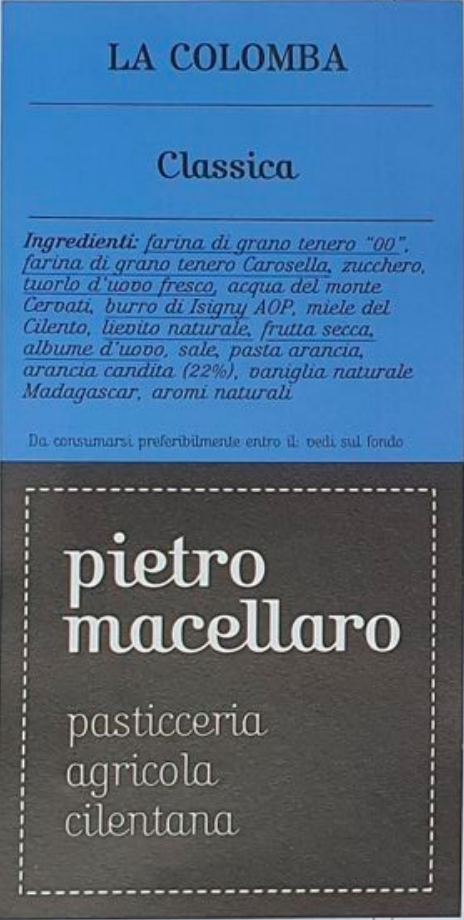 LA COLOMBA
Classica
Ingredienti: farina di grano tenero "00",
farina di grano tenero Carosella, zucchero,
tuorlo d'uovo fresco, acqua del monte
Cervati, burro di Isigny AOP, miele del
Cilento, lievito naturale, frutta secca,
albume d'uovo, sale, pasta arancia,
arancia candita (22%), vaniglia naturale
Madagascar, aromi naturali
Da consumarsi preferibilmente entro il: vedi sul fondo
pietro
macellaro
pasticceria
agricola
cilentana